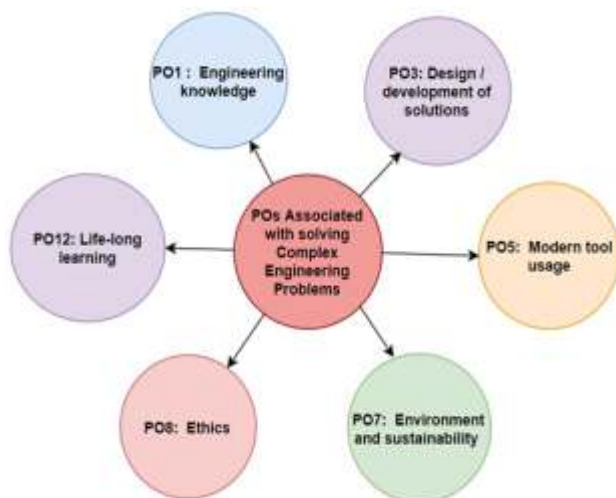 PO1 : Engineering
knowledge
PO3: Design /
development of
solutions
POs Associated
with solving
Complex
Engineering
Problems
PO12: Life-long
learning
PO5: Modern tool
usage
PO8: Ethics
PO7: Environment
and sustainability